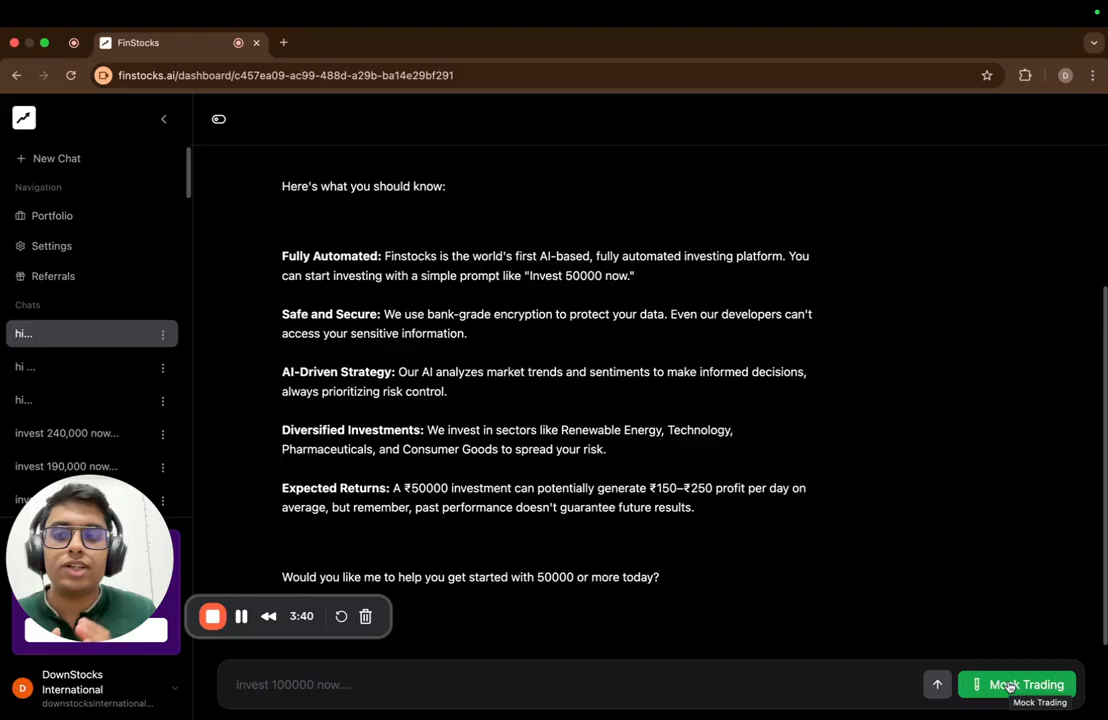 FinStocks
finstocks.ai/dashboard/c457ea09-ac99-488d-a29b-ba14e29bf291
D
New Chat
Navigation
Portfolio
Settings
Referrals
Chats
hi...
hi ...
hi...
invest 240,000 now...
invest 190,000 now...
Here's what you should know:
Fully Automated: Finstocks is the world's first AI-based, fully automated investing platform. You
can start investing with a simple prompt like "Invest 50000 now."
Safe and Secure: We use bank-grade encryption to protect your data. Even our developers can't
access your sensitive information.
AI-Driven Strategy: Our AI analyzes market trends and sentiments to make informed decisions,
always prioritizing risk control.
Diversified Investments: We invest in sectors like Renewable Energy, Technology,
Pharmaceuticals, and Consumer Goods to spread your risk.
Expected Returns: A ₹50000 investment can potentially generate ₹150–₹250 profit per day on
average, but remember, past performance doesn't guarantee future results.
Would you like me to help you get started with 50000 or more today?
3:40
D
DownStocks
International
downstocksinternational...
invest 100000 now....
Mock Trading
Mock Trading